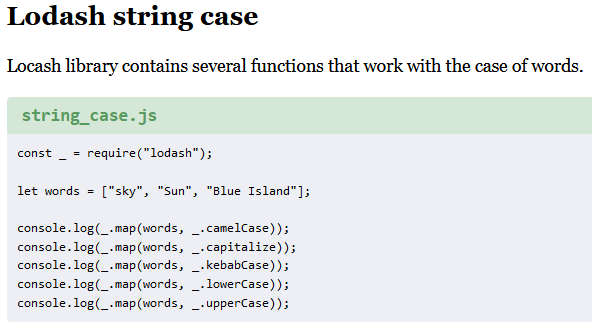 Lodash string case
Locash library contains several functions that work with the case of words.
string_case.js
const _ = require("lodash");
let words = ["sky", "Sun", "Blue Island"];
console.log(_.map(words, _.camelCase));
console.log(_.map(words, _.capitalize));
console.log(_.map(words, _.kebabCase));
console.log(_.map(words, _.lowerCase));
console.log(_.map(words, _.upperCase));